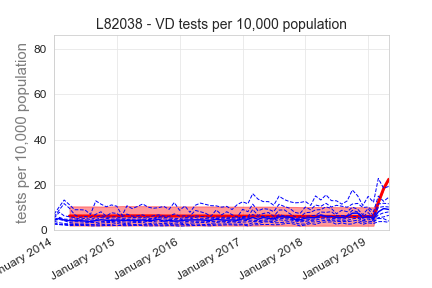 L82038 - VD tests per 10,000 population
tests per 10,000 population
80
60
40
20
0
nuary 2014
January 2015
January 2016
January 2017
January 2018
January 2019